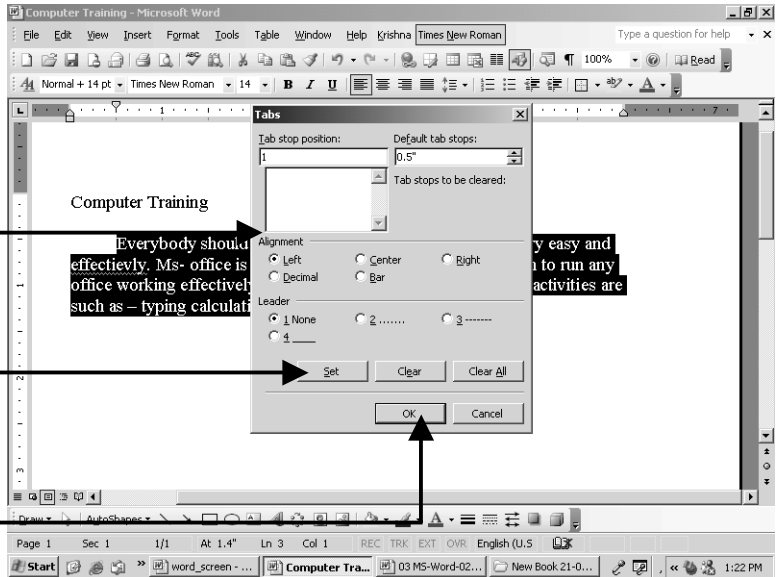 Computer Training - Microsoft Word
File Edit View Insert Format Tools Table Window Help Krishna Times New Roman Type a question for help
100% Read
Normal + 14 pt Times New Roman 14 B I U
1 7
Tabs
Tab stop position: Default tab stops:
1 0.5"
Tab stops to be cleared:
Computer Training
Everybody should ry easy and
effectievly. Ms- office is n to run any
office working effectively activities are
such as – typing calculati
Alignment
Left Center Right
Decimal Bar
Leader
1 None 2 ....... 3 -------
4 ____
Set Clear Clear All
OK Cancel
Draw AutoShapes
Page 1 Sec 1 1/1 At 1.4" Ln 3 Col 1 REC TRK EXT OVR English (U.S
Start » word_screen - ... Computer Tra... 03 MS-Word-02... New Book 21-0... « 1:22 PM